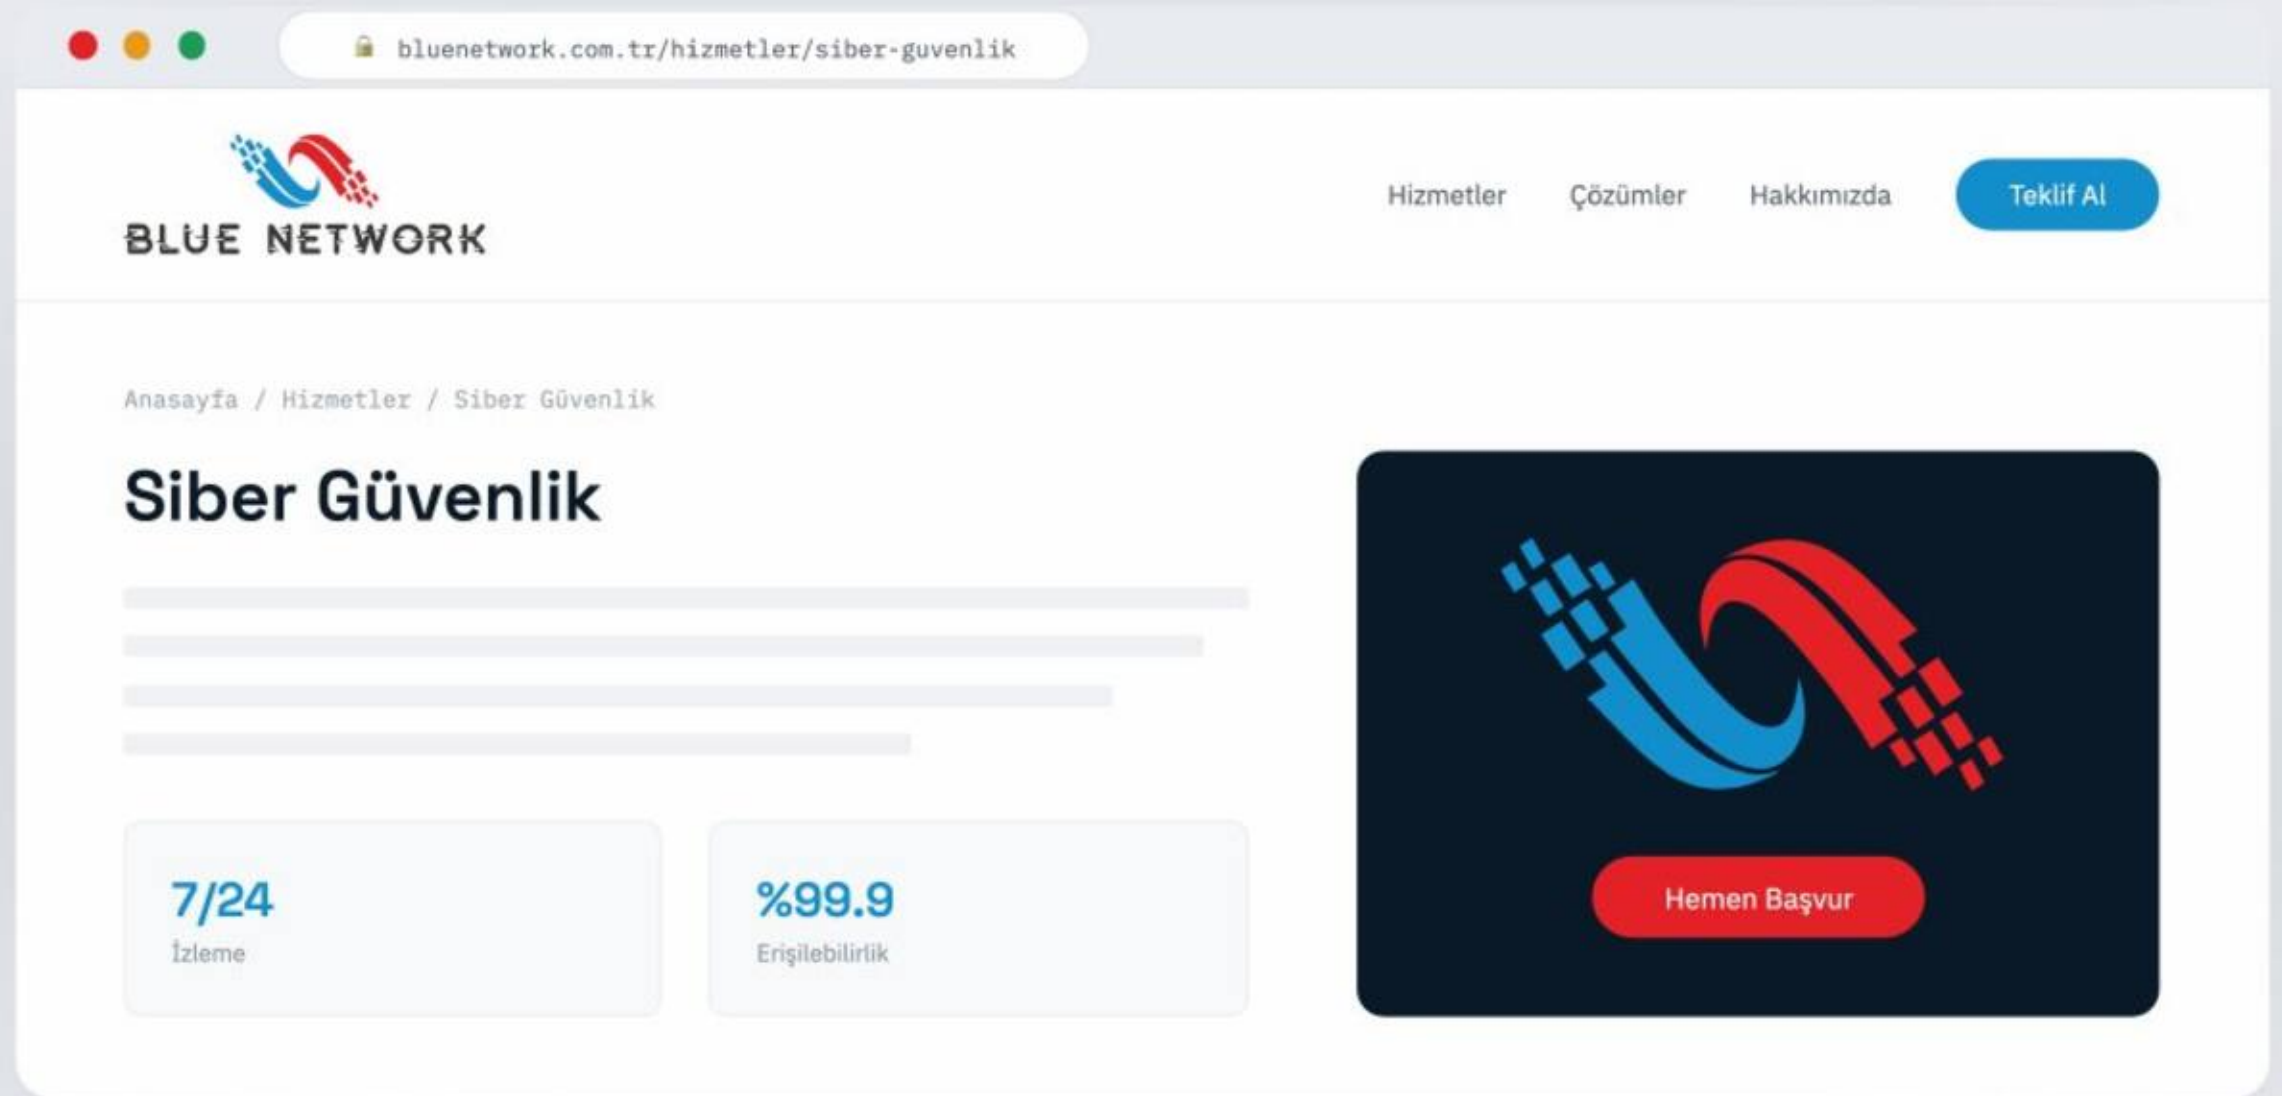 bluenetwork.com.tr/hizmetler/siber-guvenlik
BLUE NETWORK
Hizmetler
Çözümler
Hakkımızda
Teklif Al
Anasayfa / Hizmetler / Siber Güvenlik
Siber Güvenlik
7/24
İzleme
%99.9
Erişilebilirlik
Hemen Başvur